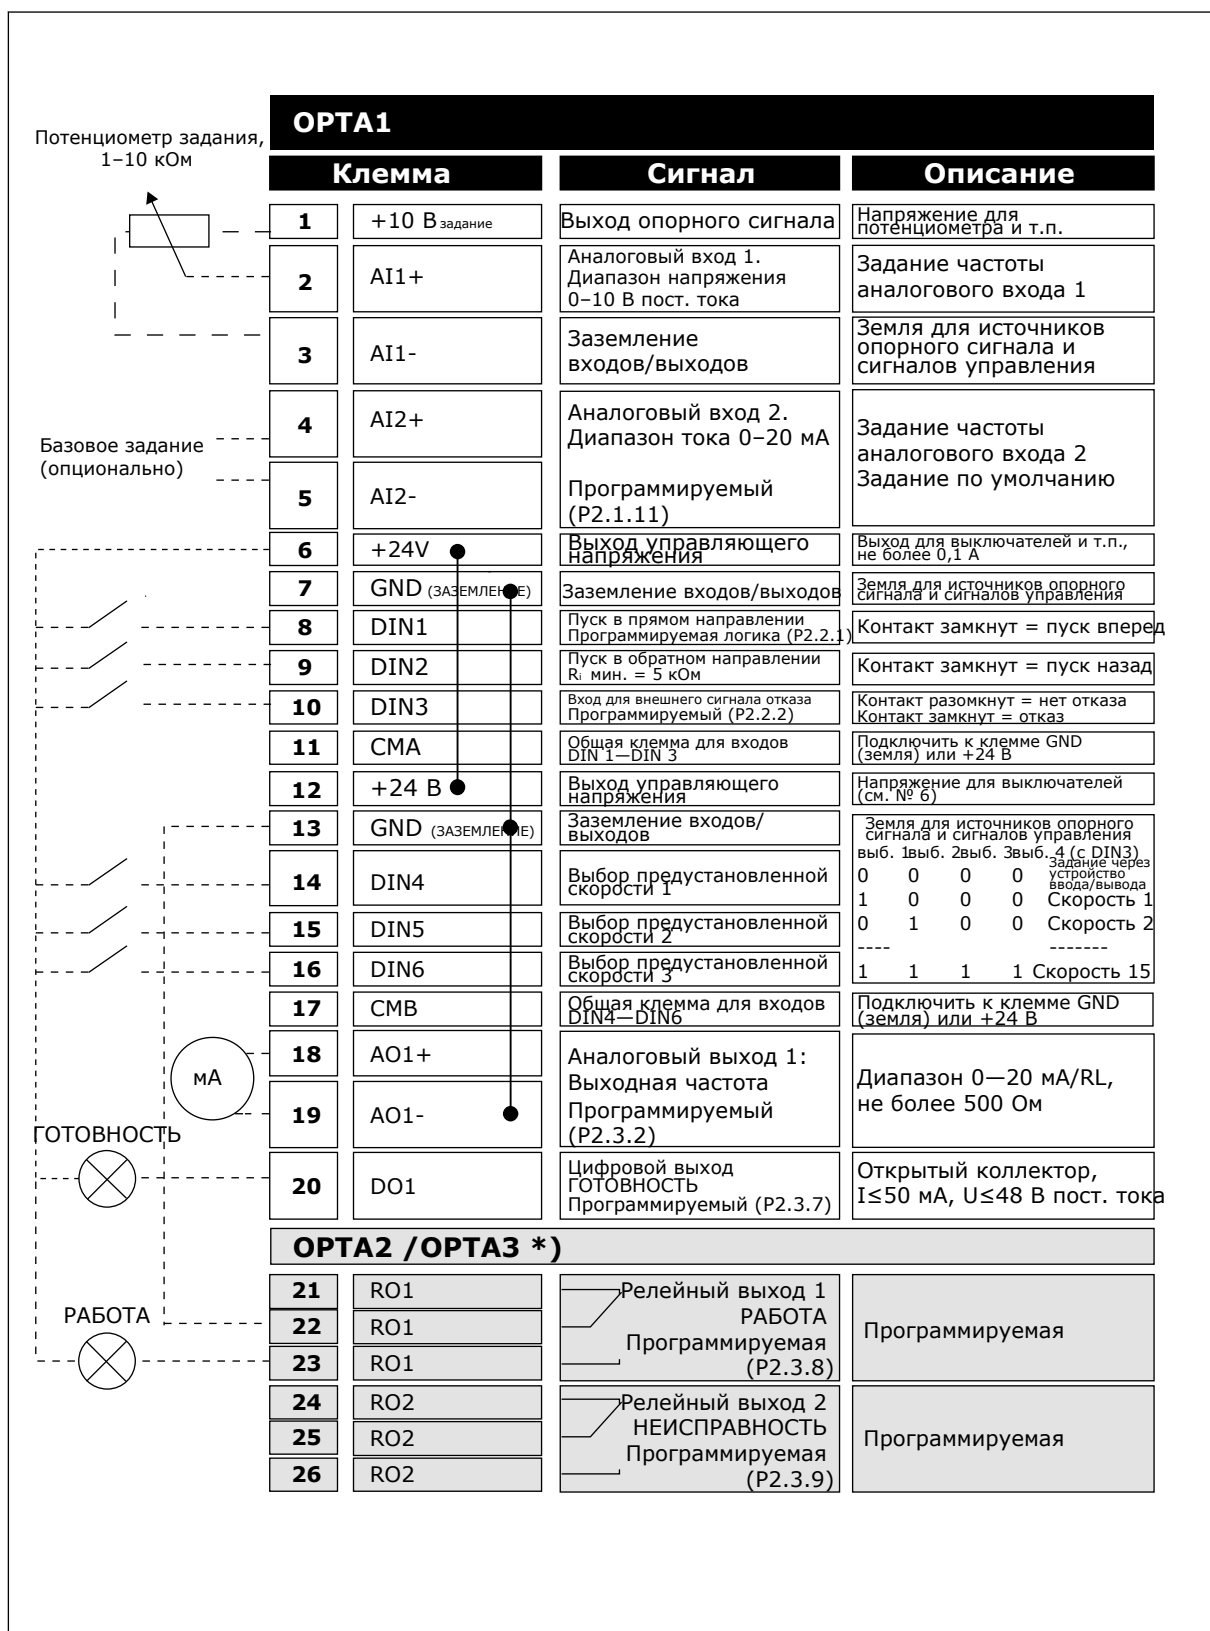 OPTA1
Потенциометр задания,
1–10 кОм
Клемма
Сигнал
Описание
1
+10 В задание
Выход опорного сигнала
Напряжение для
потенциометра и т.п.
2
AI1+
Аналоговый вход 1.
Диапазон напряжения
0–10 В пост. тока
Задание частоты
аналогового входа 1
3
AI1-
Заземление
входов/выходов
Земля для источников
опорного сигнала и
сигналов управления
Базовое задание
(опционально)
4
AI2+
Аналоговый вход 2.
Диапазон тока 0–20 мА
Задание частоты
аналогового входа 2
Задание по умолчанию
5
AI2-
Программируемый
(P2.1.11)
6
+24V
Выход управляющего
напряжения
Выход для выключателей и т.п.,
не более 0,1 А
7
GND (ЗАЗЕМЛЕНИЕ)
Заземление входов/выходов
Земля для источников опорного
сигнала и сигналов управления
8
DIN1
Пуск в прямом направлении
Программируемая логика (P2.2.1)
Контакт замкнут = пуск вперед
9
DIN2
Пуск в обратном направлении
Ri мин. = 5 кОм
Контакт замкнут = пуск назад
10
DIN3
Вход для внешнего сигнала отказа
Программируемый (P2.2.2)
Контакт разомкнут = нет отказа
Контакт замкнут = отказ
11
CMA
Общая клемма для входов
DIN 1—DIN 3
Подключить к клемме GND
(земля) или +24 В
12
+24 В
Выход управляющего
напряжения
Напряжение для выключателей
(см. № 6)
13
GND (ЗАЗЕМЛЕНИЕ)
Заземление входов/
выходов
Земля для источников опорного
сигнала и сигналов управления
выб. 1 выб. 2 выб. 3 выб. 4 (с DIN3)
0 0 0 0 Задание через
устройство
ввода/вывода
1 0 0 0 Скорость 1
0 1 0 0 Скорость 2
---- -------
1 1 1 1 Скорость 15
14
DIN4
Выбор предустановленной
скорости 1
15
DIN5
Выбор предустановленной
скорости 2
16
DIN6
Выбор предустановленной
скорости 3
17
CMB
Общая клемма для входов
DIN4—DIN6
Подключить к клемме GND
(земля) или +24 В
мА
18
AO1+
Аналоговый выход 1:
Выходная частота
Диапазон 0—20 мА/RL,
не более 500 Ом
19
AO1-
Программируемый
(P2.3.2)
ГОТОВНОСТЬ
20
DO1
Цифровой выход
ГОТОВНОСТЬ
Программируемый (P2.3.7)
Открытый коллектор,
I≤50 мА, U≤48 В пост. тока
OPTA2 /OPTA3 *)
РАБОТА
21
RO1
Релейный выход 1
РАБОТА
Программируемая
(P2.3.8)
Программируемая
22
RO1
23
RO1
24
RO2
Релейный выход 2
НЕИСПРАВНОСТЬ
Программируемая
(P2.3.9)
Программируемая
25
RO2
26
RO2